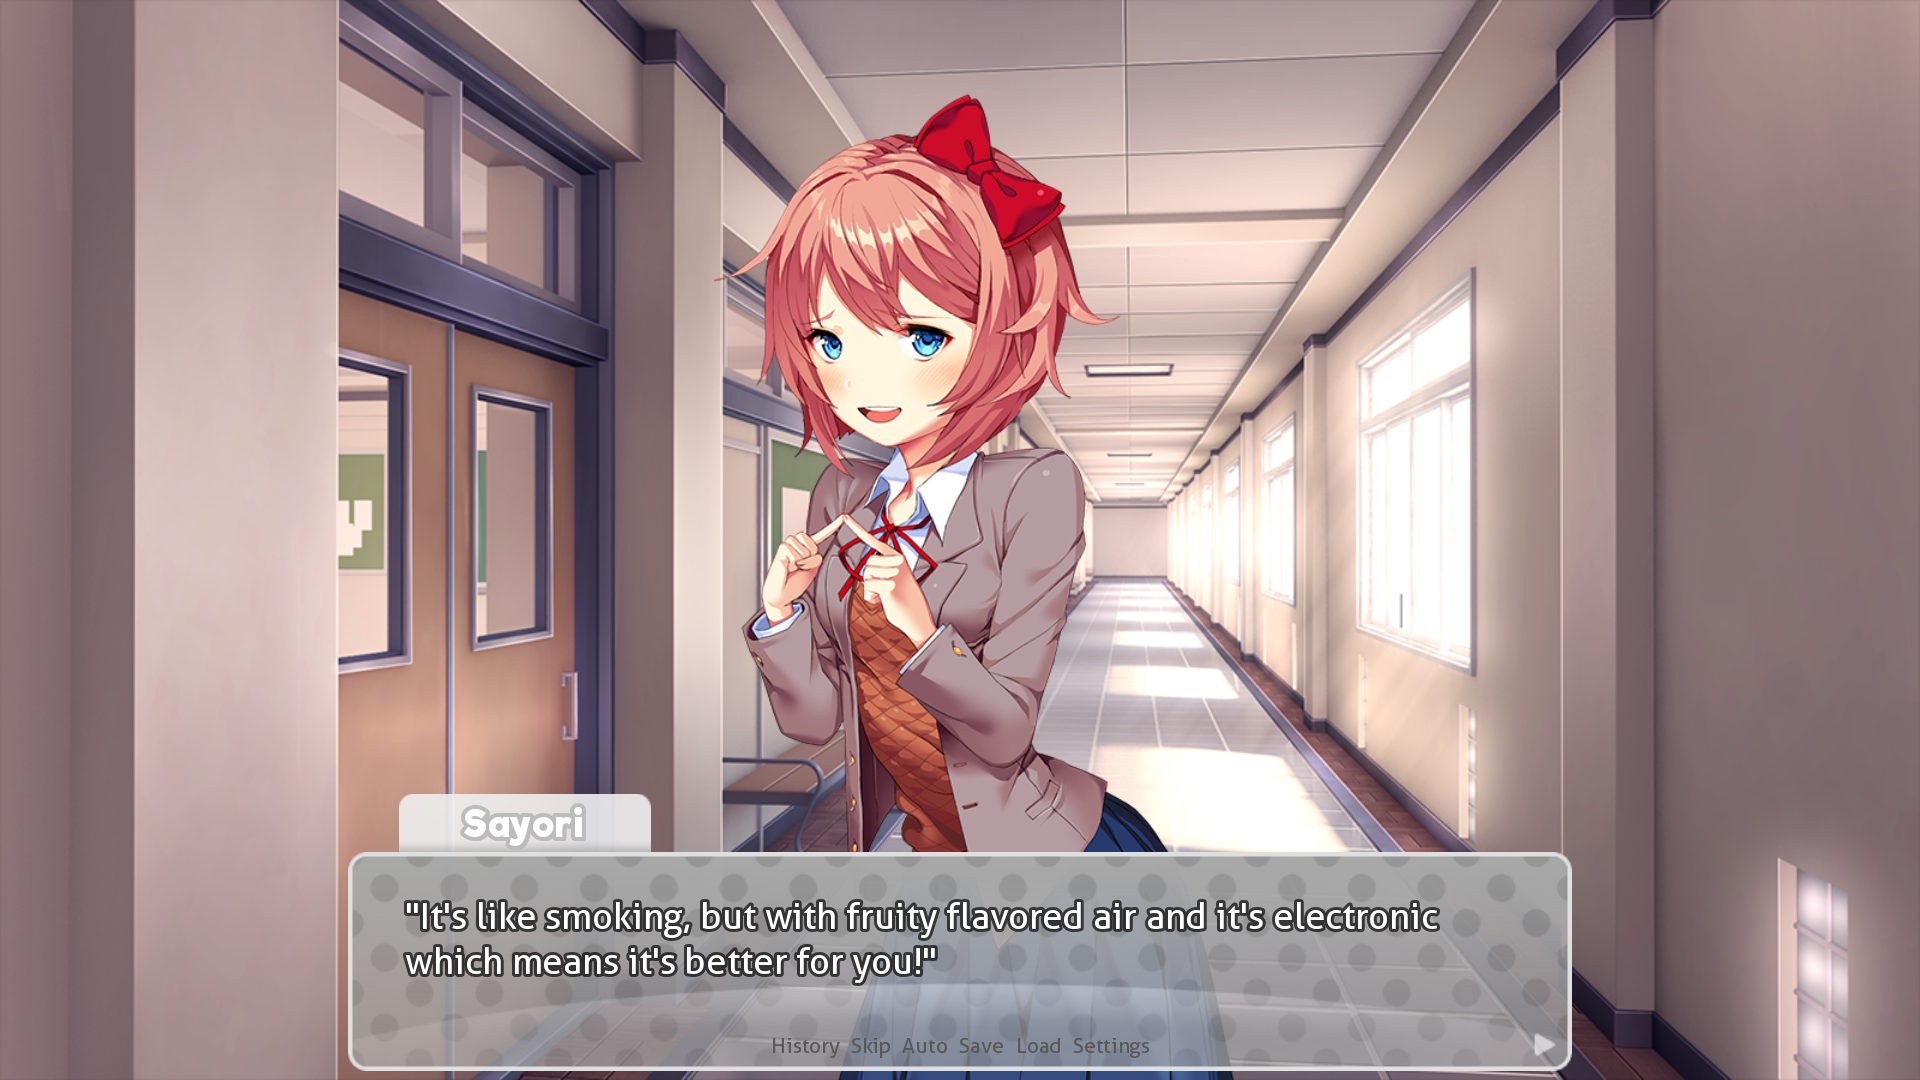 Sayori
"It's like smoking, but with fruity flavored air and it's electronic
which means it's better for you!"
History Skip Auto Save Load Settings